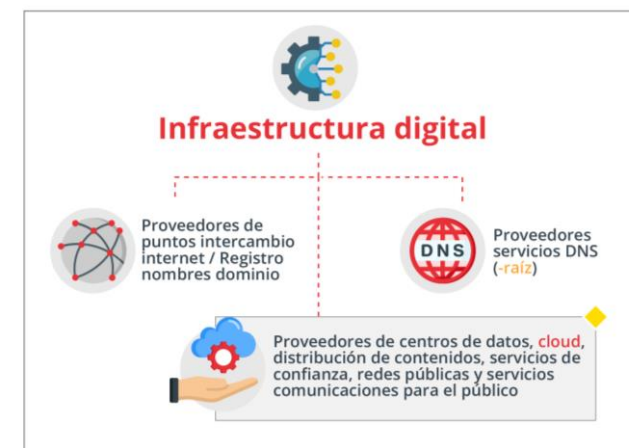 Infraestructura digital
Proveedores de
puntos intercambio
internet / Registro
nombres dominio
DNS
Proveedores
servicios DNS
(-raíz)
Proveedores de centros de datos, cloud,
distribución de contenidos, servicios de
confianza, redes públicas y servicios
comunicaciones para el público